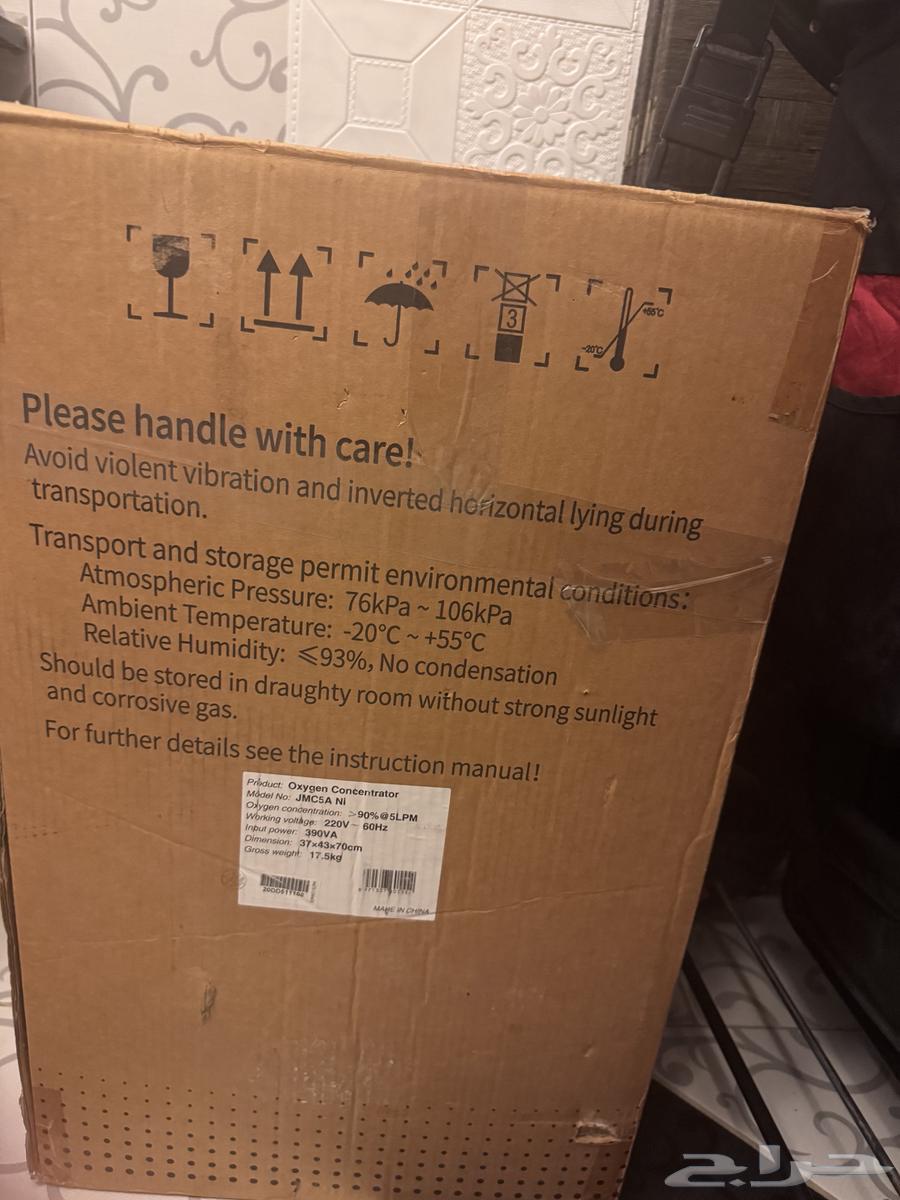 3
+55°C
-20°C
Please handle with care!
Avoid violent vibration and inverted horizontal lying during
transportation.
Transport and storage permit environmental conditions:
Atmospheric Pressure: 76kPa ~ 106kPa
Ambient Temperature: -20°C ~ +55°C
Relative Humidity: ⩽93%, No condensation
Should be stored in draughty room without strong sunlight
and corrosive gas.
For further details see the instruction manual!
Product: Oxygen Concentrator
Model No: JMC5A Ni
Oxygen concentration: >90%@5LPM
Working voltage: 220V ~ 60Hz
Input power: 390VA
Dimension: 37×43×70cm
Gross weight: 17.5kg
MADE IN CHINA
حراج